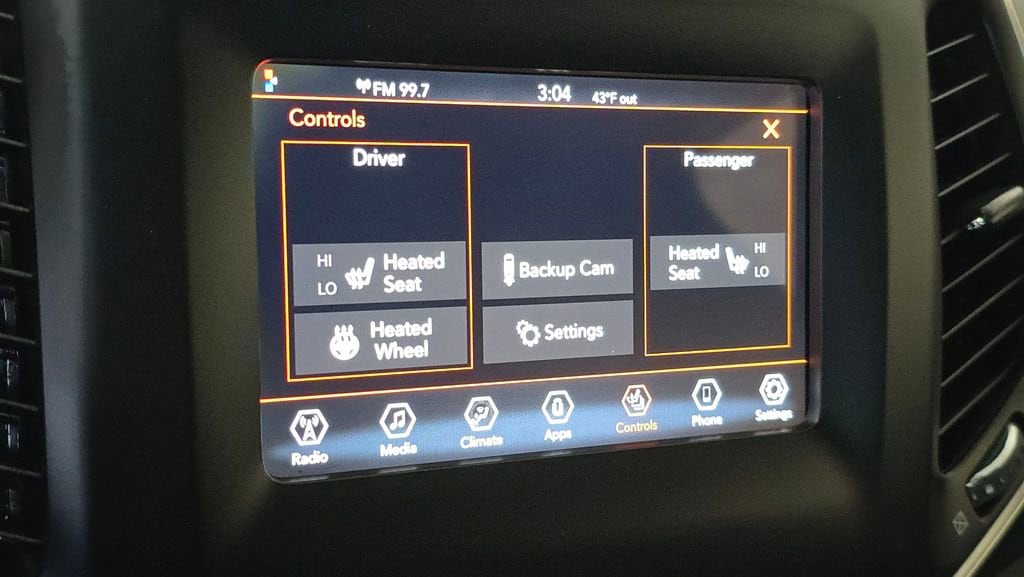 FM 99.7
3:04
43°F out
Controls
X
Driver
HI
LO
Heated
Seat
Heated
Wheel
Backup Cam
Settings
Passenger
Heated
Seat
HI
LO
Radio
Media
Climate
Apps
Controls
Phone
Settings